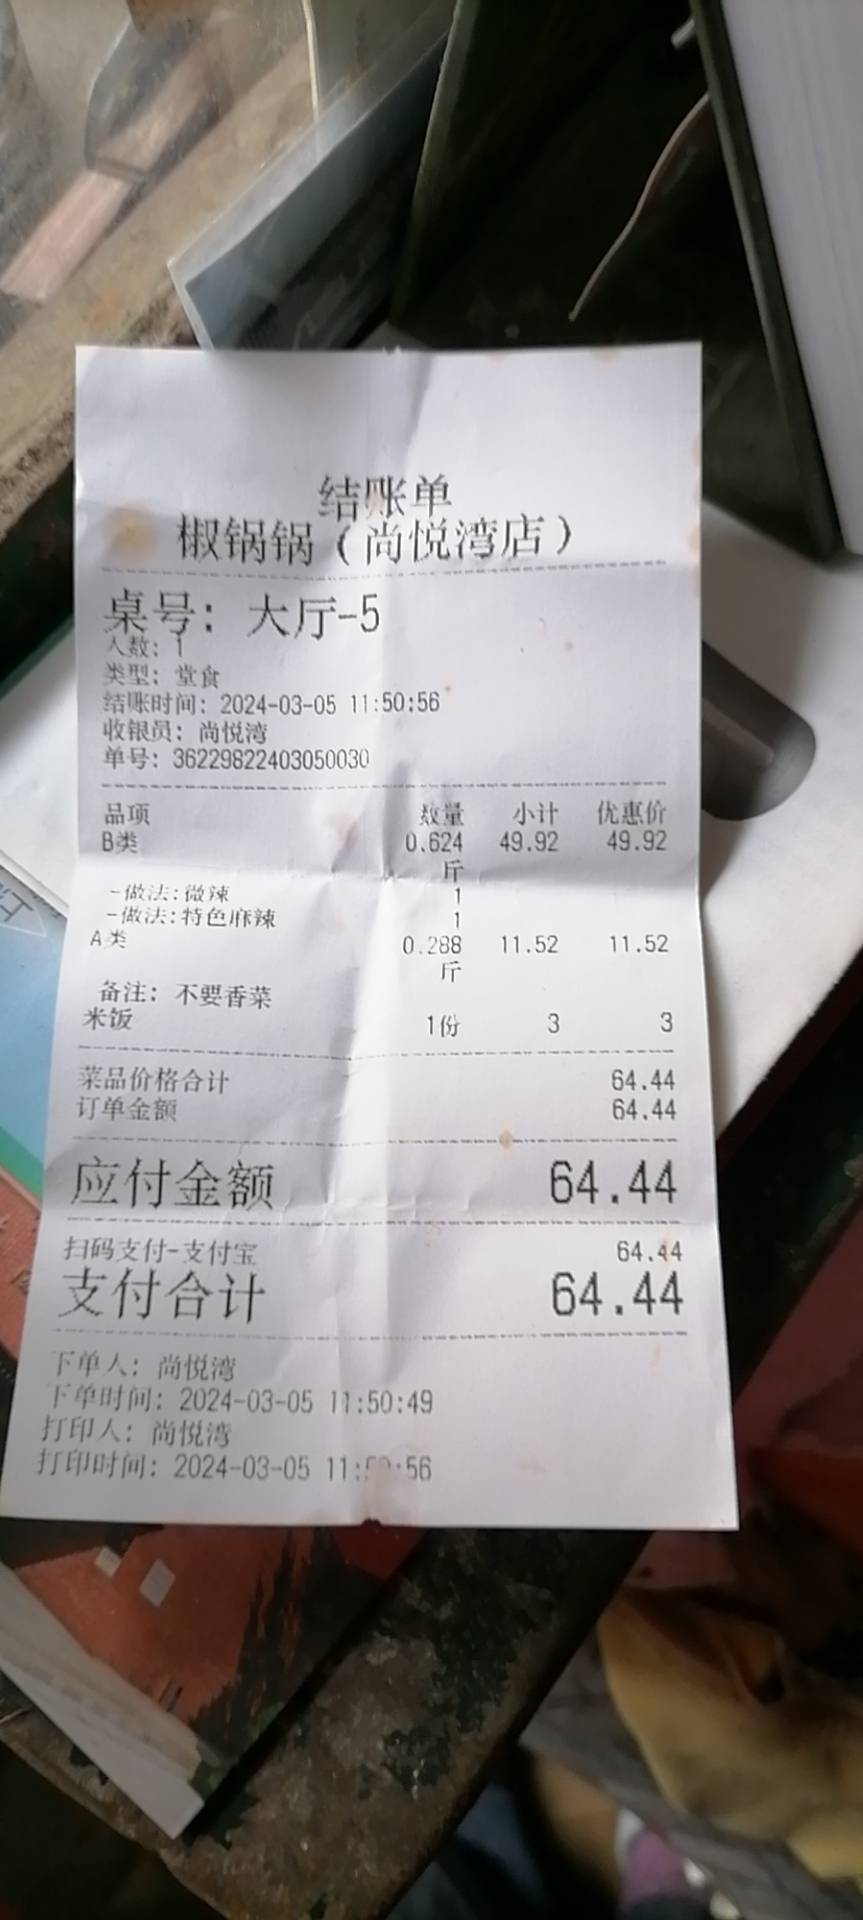 结账单
椒锅锅（尚悦湾店）
桌号：大厅-5
人数：1
类型：堂食
结账时间：2024-03-05 11:50:56
收银员：尚悦湾
单号：36229822403050030
品项 数量 小计 优惠价
B类 0.624 49.92 49.92
斤
-做法:微辣 1
-做法:特色麻辣 1
A类 0.288 11.52 11.52
斤
备注：不要香菜
米饭 1份 3 3
菜品价格合计 64.44
订单金额 64.44
应付金额 64.44
扫码支付-支付宝 64.44
支付合计 64.44
下单人：尚悦湾
下单时间：2024-03-05 11:50:49
打印人：尚悦湾
打印时间：2024-03-05